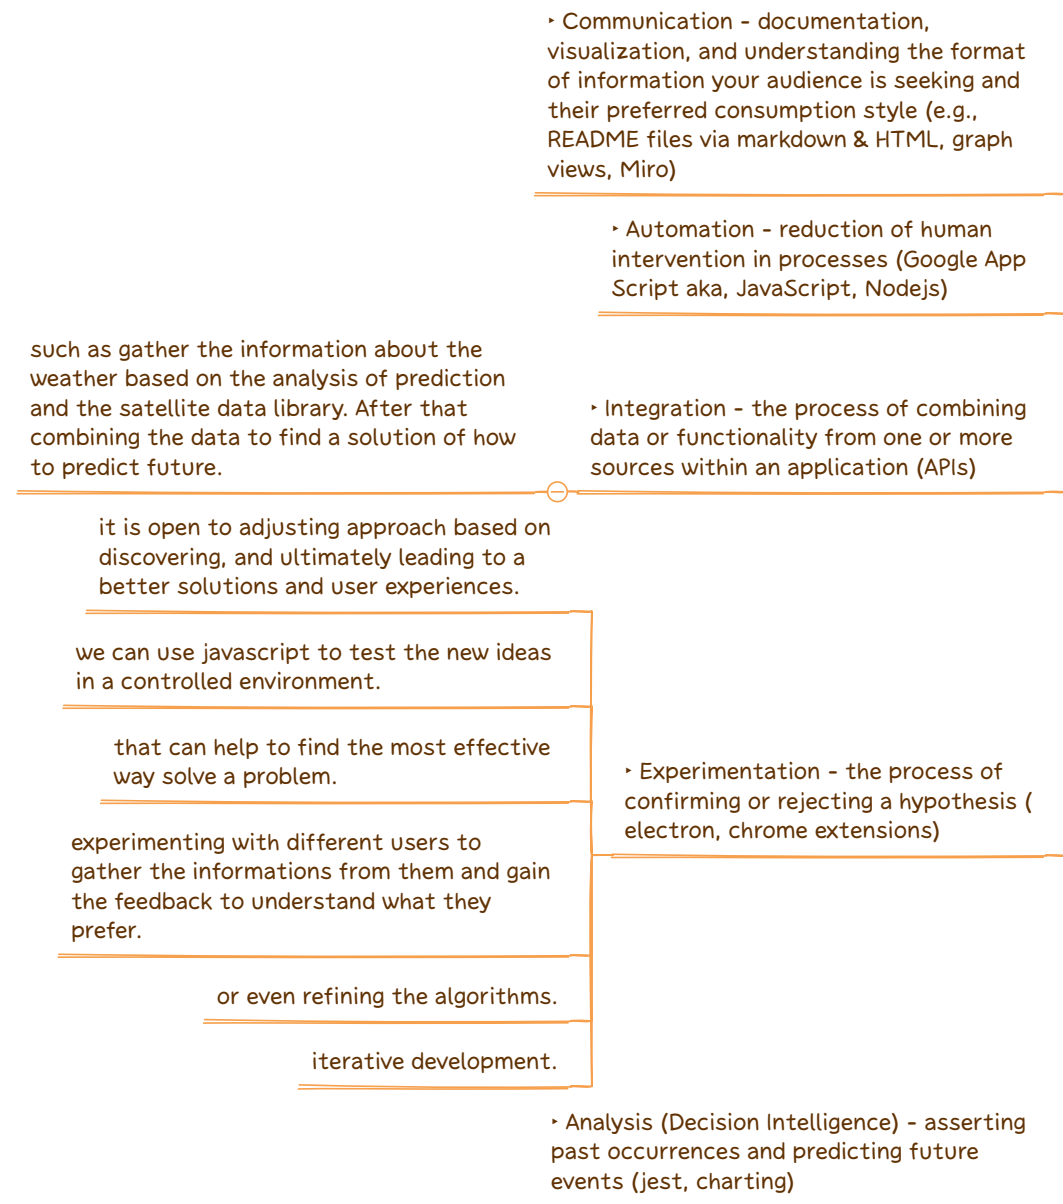 ‣ Communication - documentation,
visualization, and understanding the format
of information your audience is seeking and
their preferred consumption style (e.g.,
README files via markdown & HTML, graph
views, Miro)
‣ Automation - reduction of human
intervention in processes (Google App
Script aka, JavaScript, Nodejs)
such as gather the information about the
weather based on the analysis of prediction
and the satellite data library. After that
combining the data to find a solution of how
to predict future.
‣ Integration - the process of combining
data or functionality from one or more
sources within an application (APIs)
it is open to adjusting approach based on
discovering, and ultimately leading to a
better solutions and user experiences.
we can use javascript to test the new ideas
in a controlled environment.
that can help to find the most effective
way solve a problem.
experimenting with different users to
gather the informations from them and gain
the feedback to understand what they
prefer.
or even refining the algorithms.
iterative development.
‣ Experimentation - the process of
confirming or rejecting a hypothesis (
electron, chrome extensions)
‣ Analysis (Decision Intelligence) - asserting
past occurrences and predicting future
events (jest, charting)